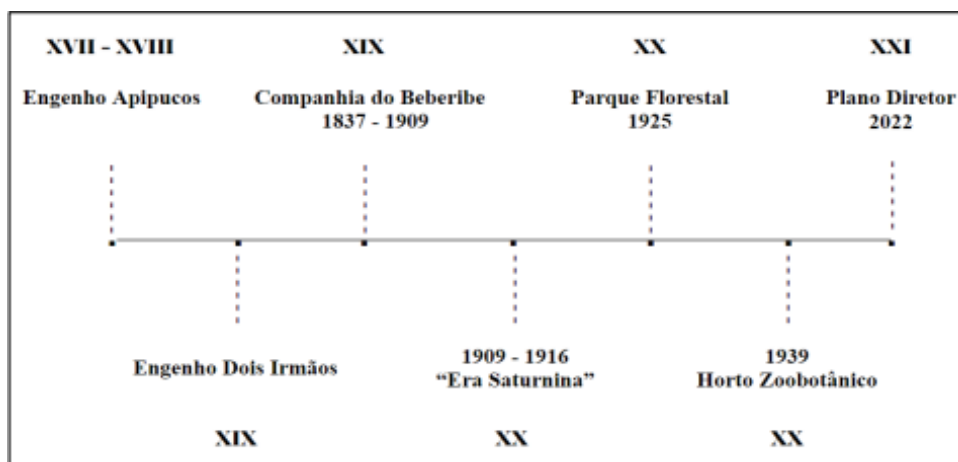 XVII - XVIII
XIX
XX
XXI
Engenho Apipucos
Companhia do Beberibe
1837 - 1909
Parque Florestal
1925
Plano Diretor
2022
Engenho Dois Irmãos
1909 - 1916
“Era Saturnina”
1939
Horto Zoobotânico
XIX
XX
XX